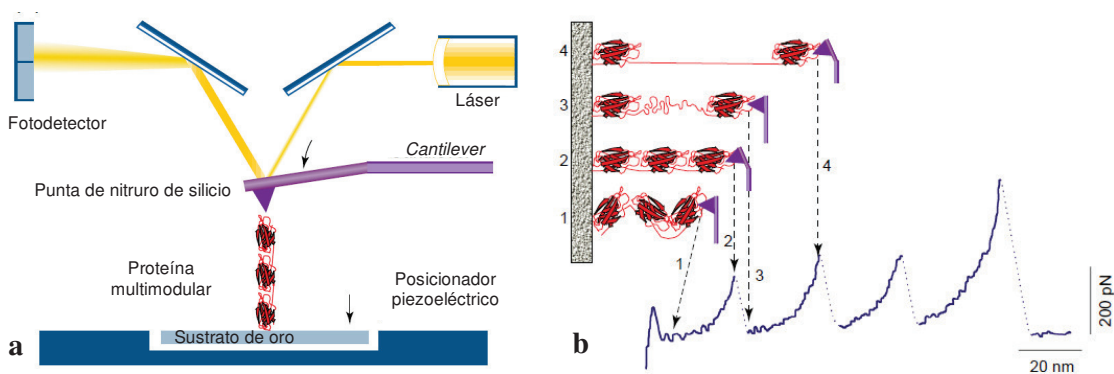 Fotodetector
Láser
Cantilever
Punta de nitruro de silicio
Proteína
multimodular
Posicionador
piezoeléctrico
Sustrato de oro
a
4
3
2
1
4
1
2
3
200 pN
20 nm
b